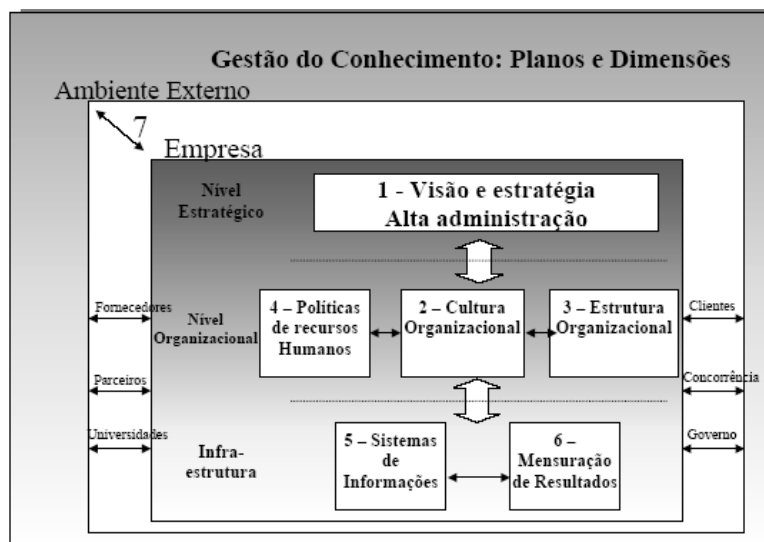 Gestão do Conhecimento: Planos e Dimensões
Ambiente Externo
7
Empresa
Nível
Estratégico
1 - Visão e estratégia
Alta administração
Fornecedores
Nível
Organizacional
4 – Políticas
de recursos
Humanos
2 – Cultura
Organizacional
3 – Estrutura
Organizacional
Clientes
Parceiros
Concorrência
Universidades
Infra-
estrutura
5 – Sistemas
de
Informações
6 –
Mensuração
de Resultados
Governo